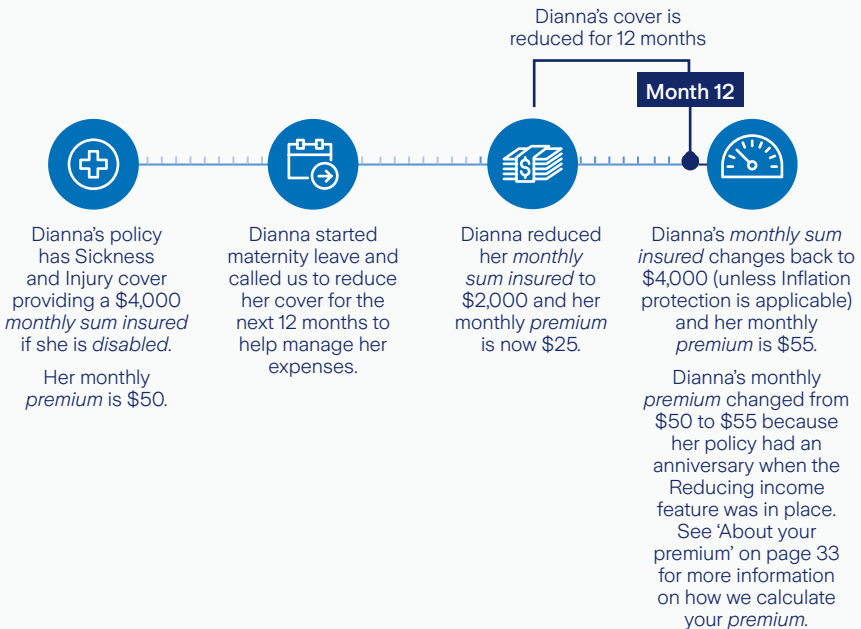 Dianna's cover is
reduced for 12 months
Month 12
$
Dianna's policy
has Sickness
and Injury cover
providing a $4,000
monthly sum insured
if she is disabled.
Her monthly
premium is $50.
Dianna started
maternity leave and
called us to reduce
her cover for the
next 12 months to
help manage her
expenses.
Dianna reduced
her monthly
sum insured to
$2,000 and her
monthly premium
is now $25.
Dianna's monthly sum
insured changes back to
$4,000 (unless Inflation
protection is applicable)
and her monthly
premium is $55.
Dianna's monthly
premium changed from
$50 to $55 because
her policy had an
anniversary when the
Reducing income
feature was in place.
See ‘About your
premium’ on page 33
for more information
on how we calculate
your premium.